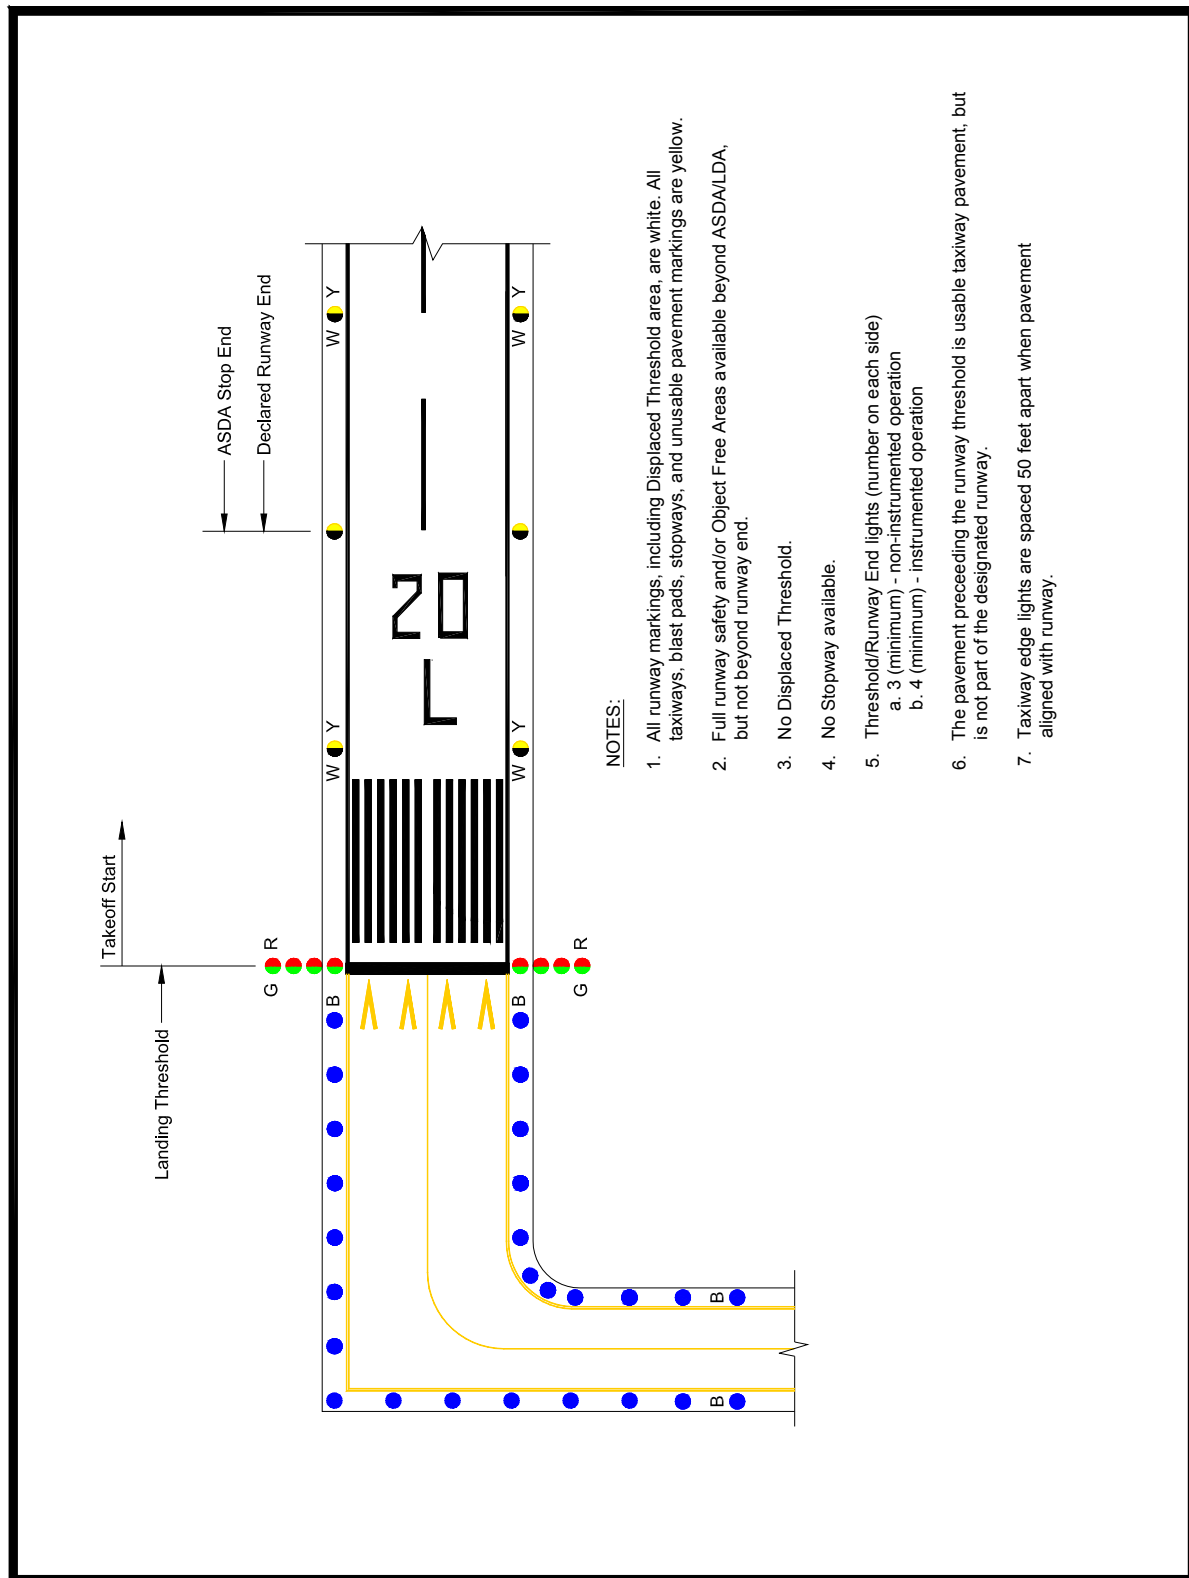 Landing Threshold
Takeoff Start
ASDA Stop End
Declared Runway End
G R
B
W Y
W Y
20
L
B
G R
W Y
W Y
B
B
NOTES:
1. All runway markings, including Displaced Threshold area, are white. All
taxiways, blast pads, stopways, and unusable pavement markings are yellow.
2. Full runway safety and/or Object Free Areas available beyond ASDA/LDA,
but not beyond runway end.
3. No Displaced Threshold.
4. No Stopway available.
5. Threshold/Runway End lights (number on each side)
a. 3 (minimum) - non-instrumented operation
b. 4 (minimum) - instrumented operation
6. The pavement preceeding the runway threshold is usable taxiway pavement, but
is not part of the designated runway.
7. Taxiway edge lights are spaced 50 feet apart when pavement
aligned with runway.